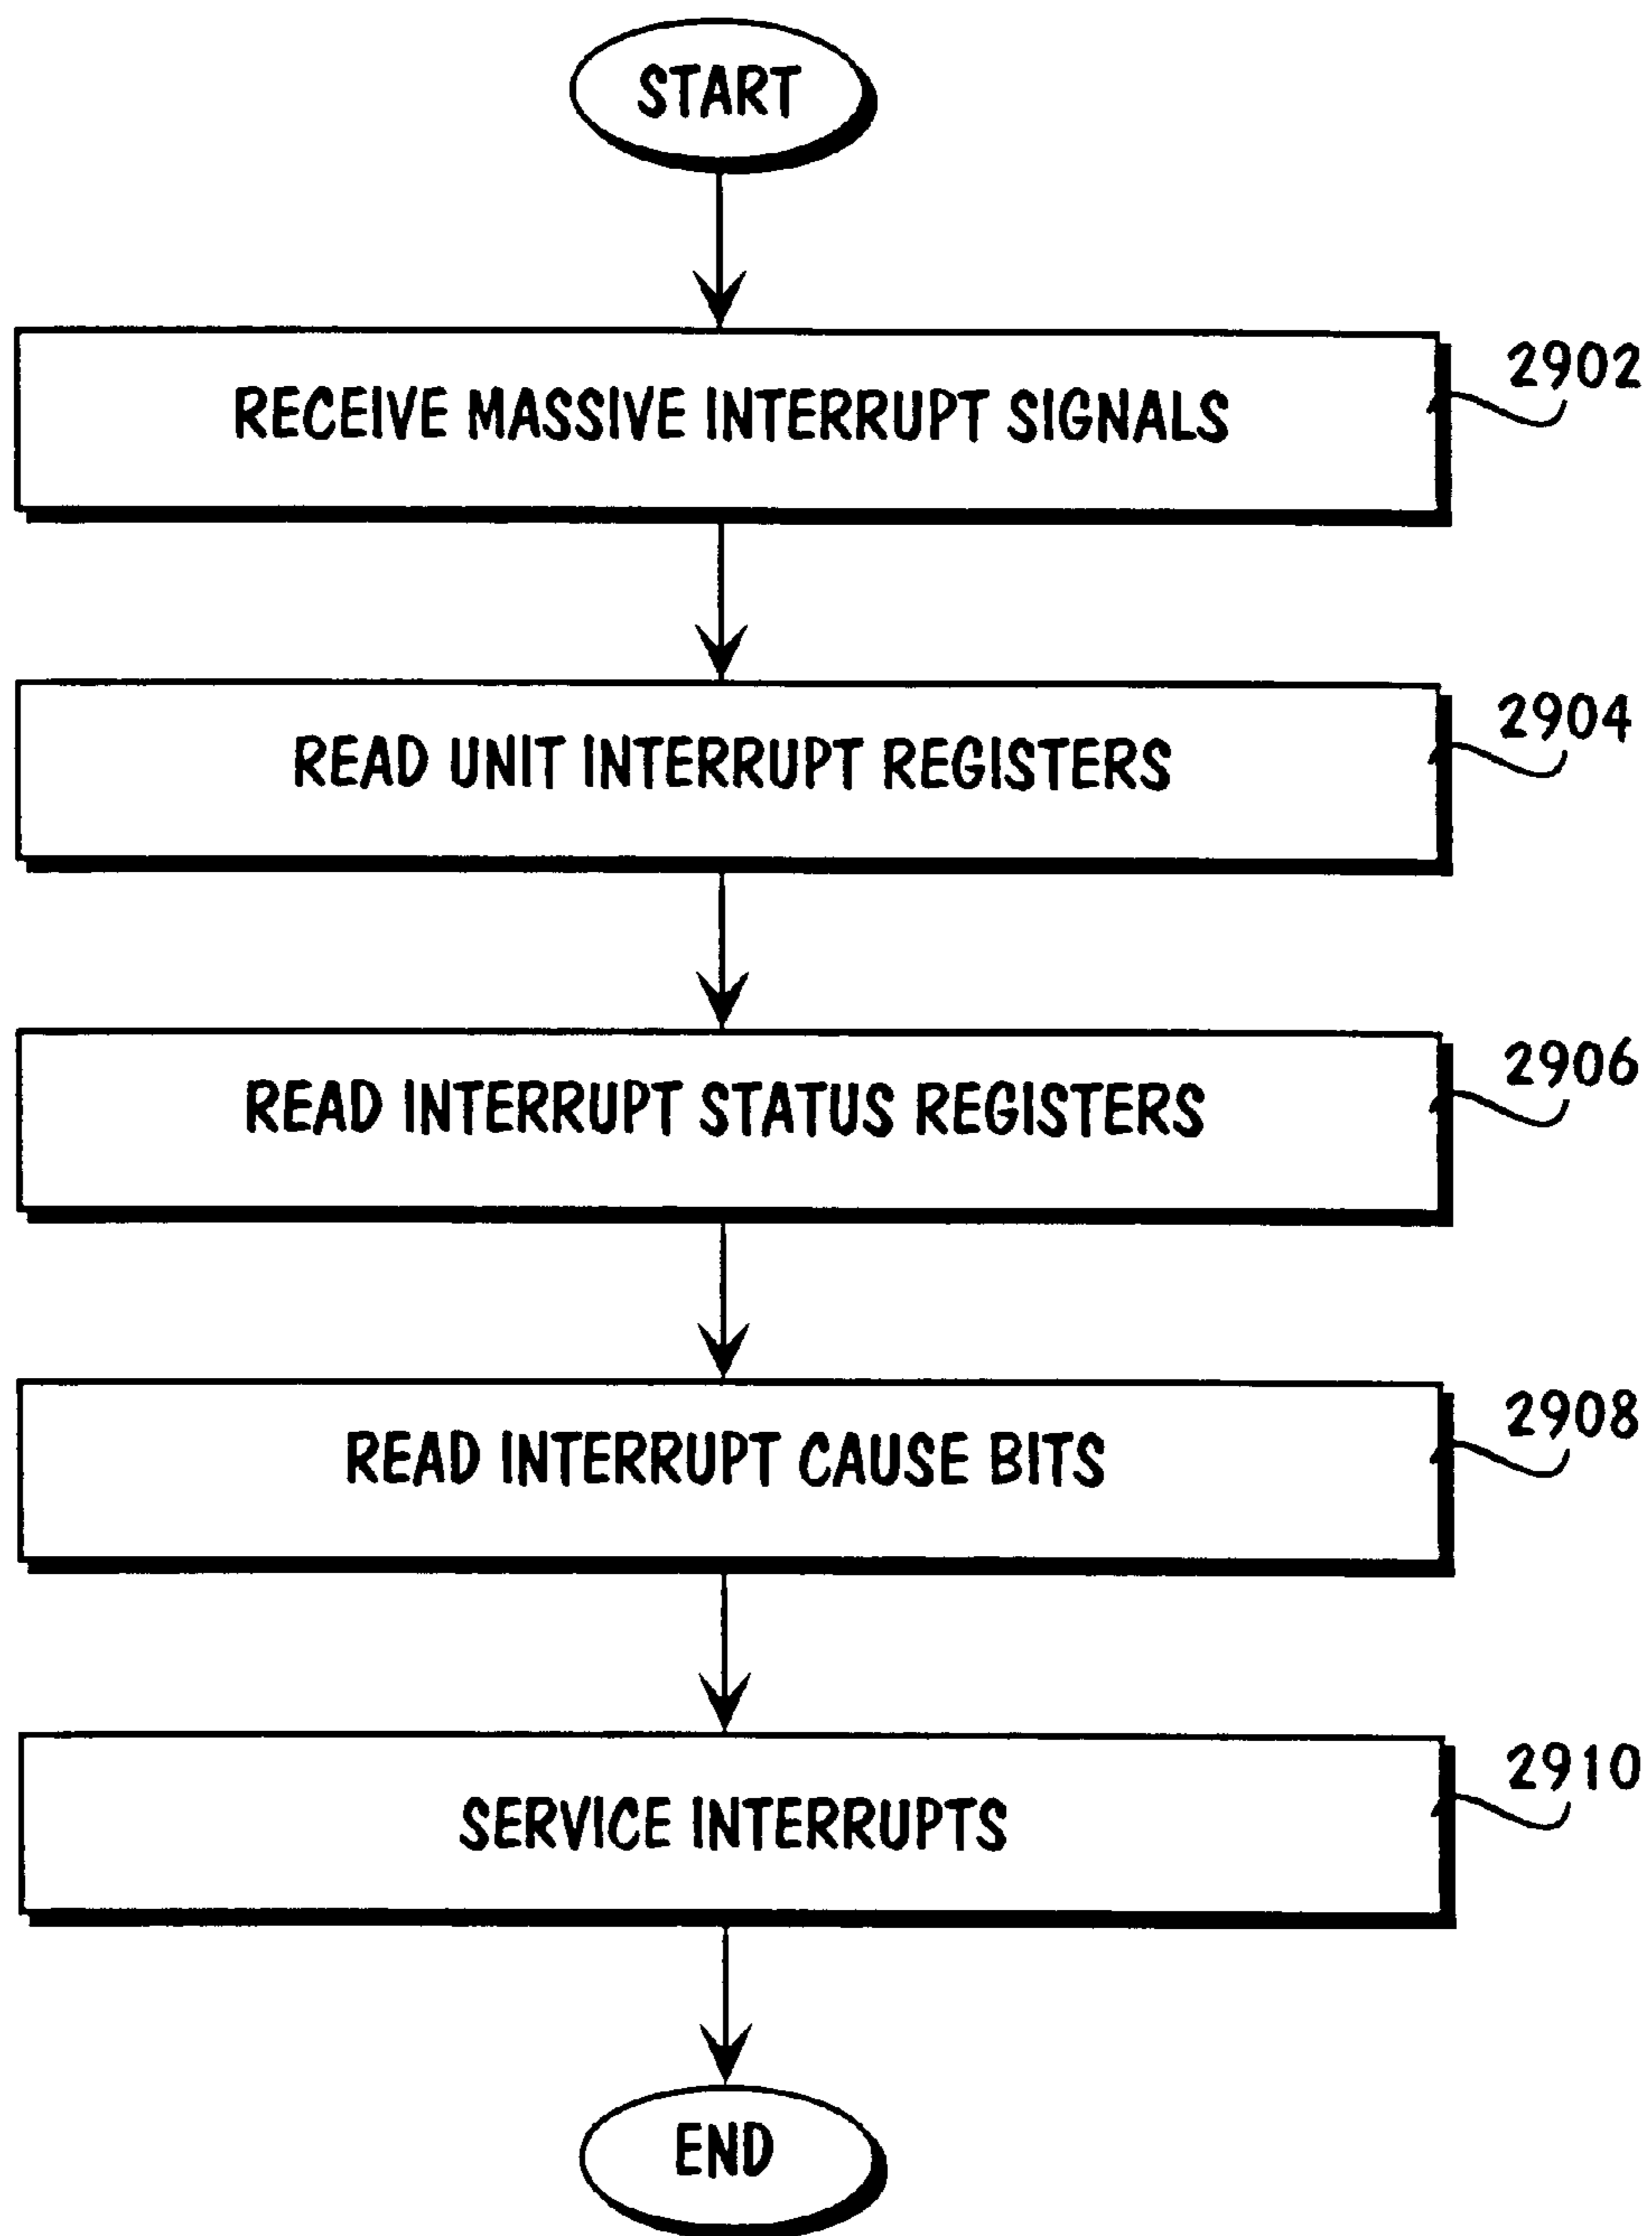 START
RECEIVE MASSIVE INTERRUPT SIGNALS
2902
READ UNIT INTERRUPT REGISTERS
2904
READ INTERRUPT STATUS REGISTERS
2906
READ INTERRUPT CAUSE BITS
2908
SERVICE INTERRUPTS
2910
END